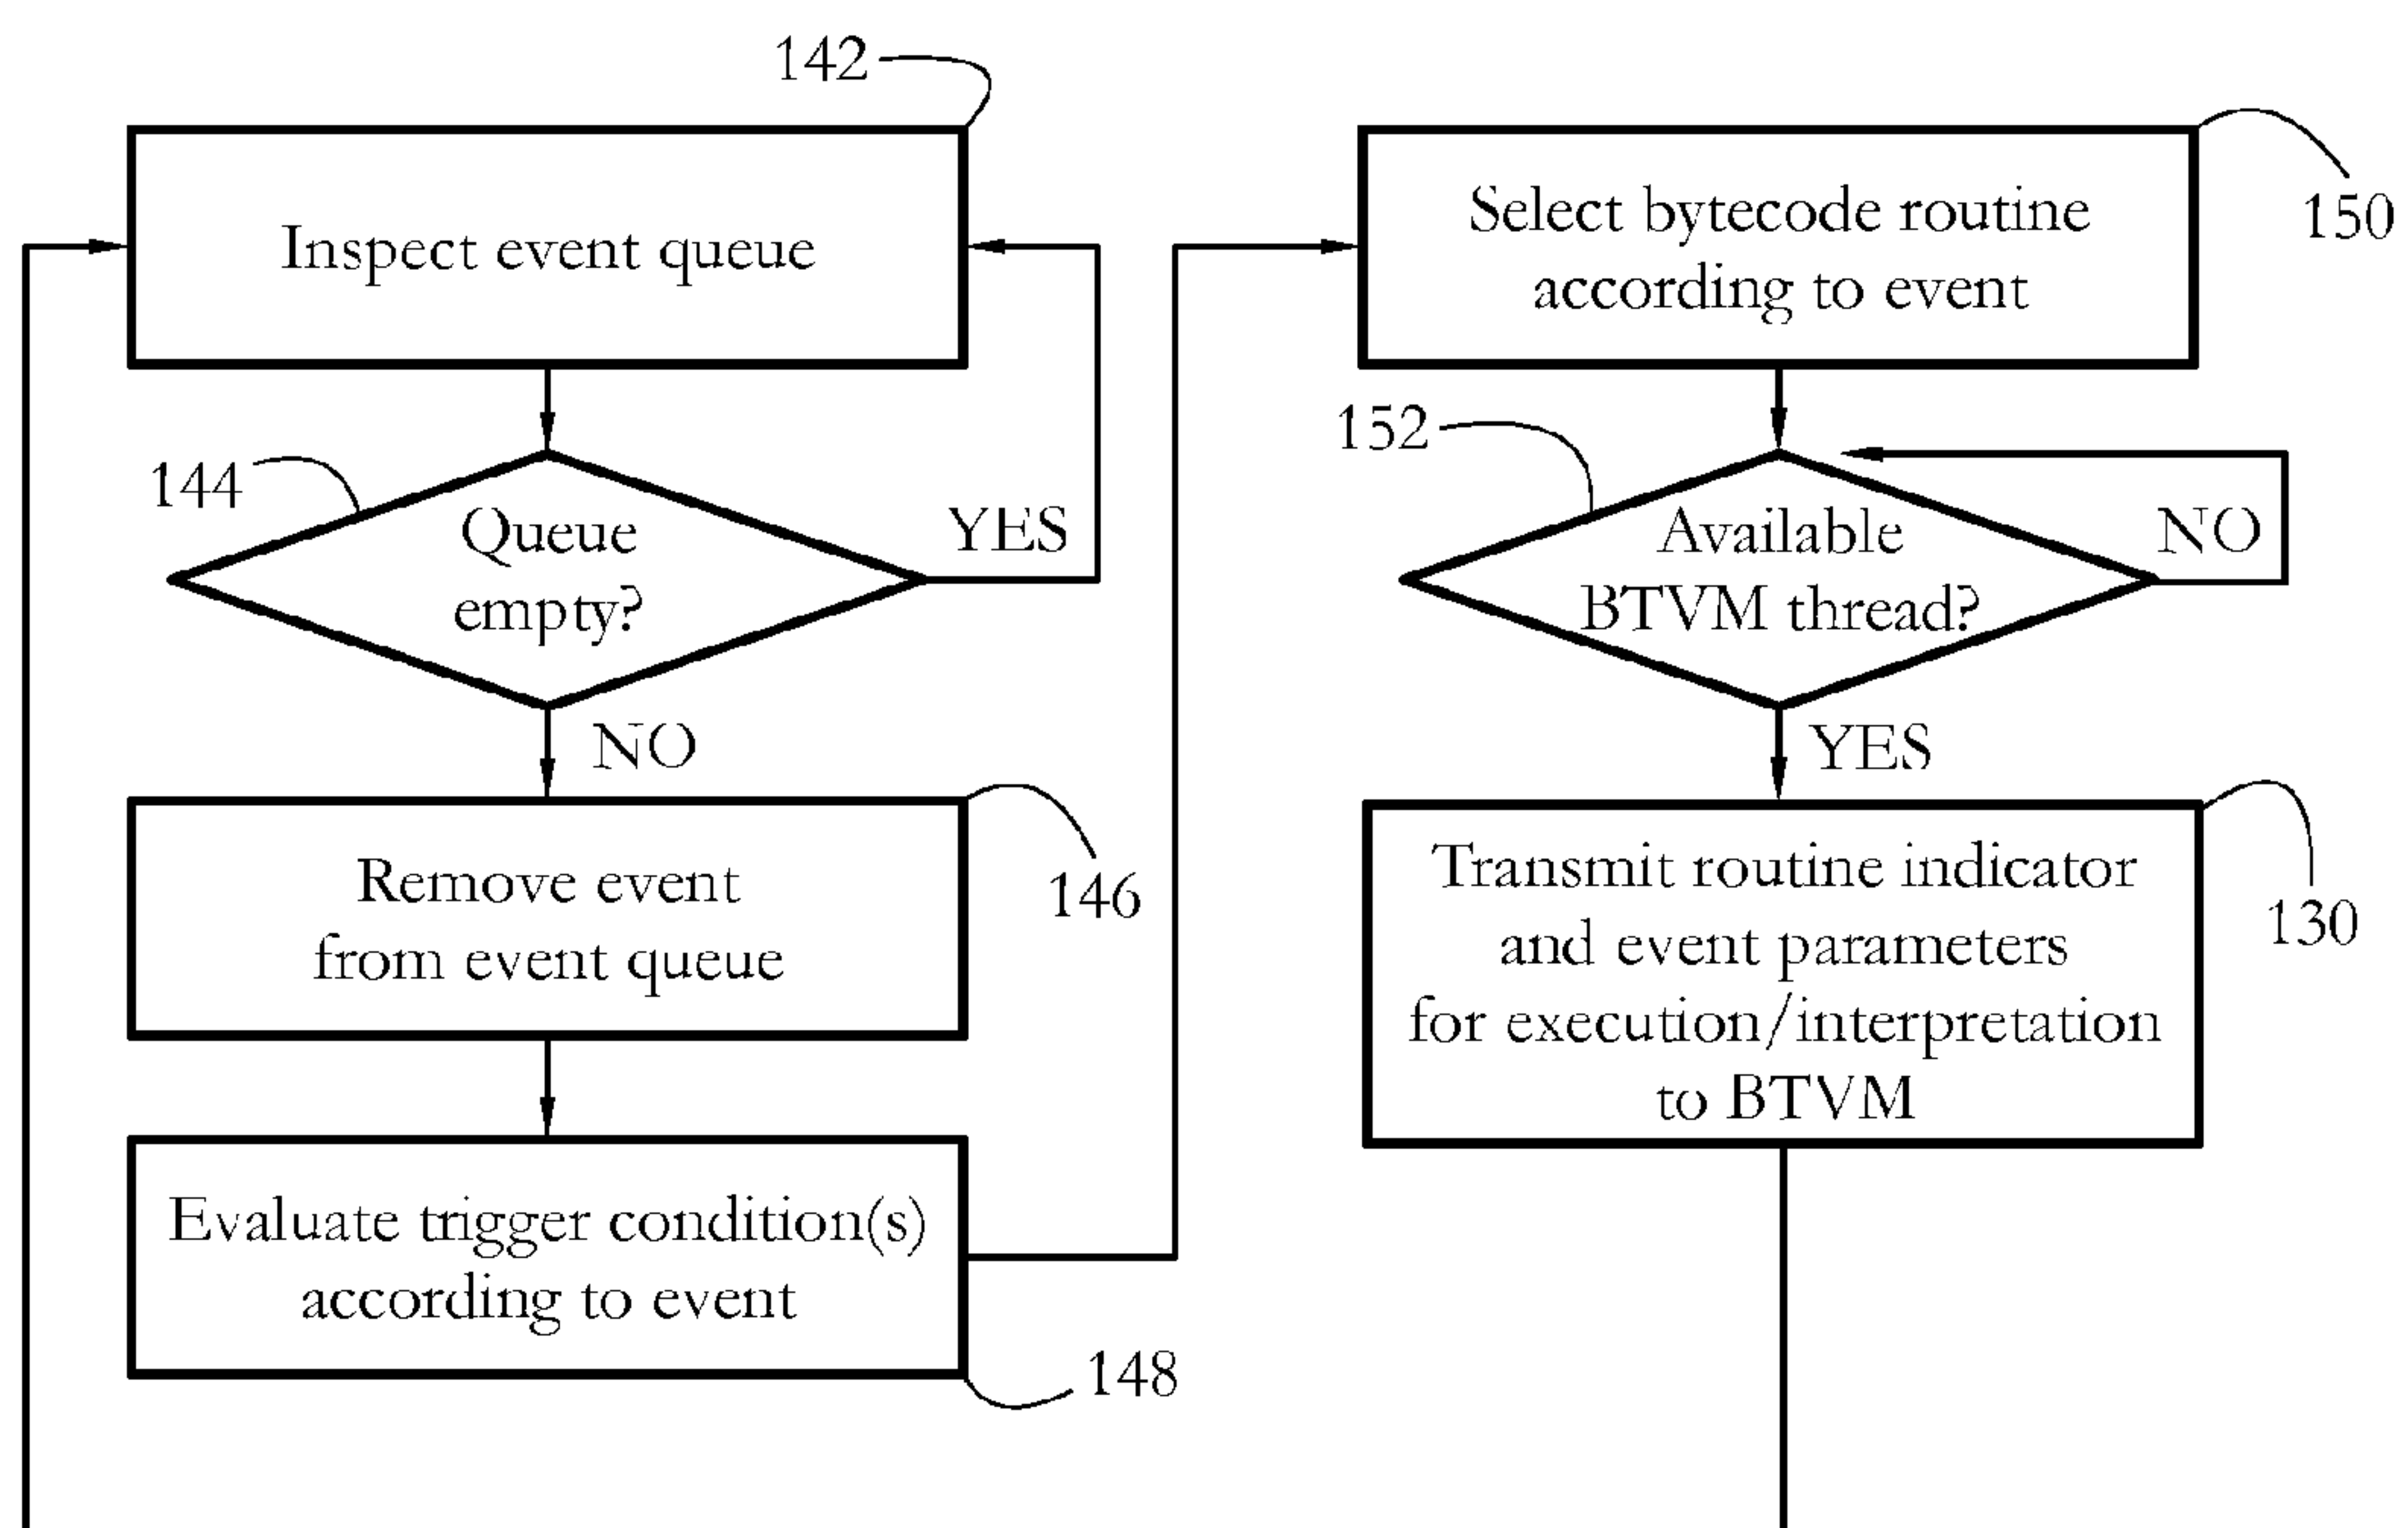 142
Inspect event queue
144
Queue
empty?
YES
NO
Remove event
from event queue
146
Evaluate trigger condition(s)
according to event
148
Select bytecode routine
according to event
150
152
Available
BTVM thread?
NO
YES
Transmit routine indicator
and event parameters
for execution/interpretation
to BTVM
130